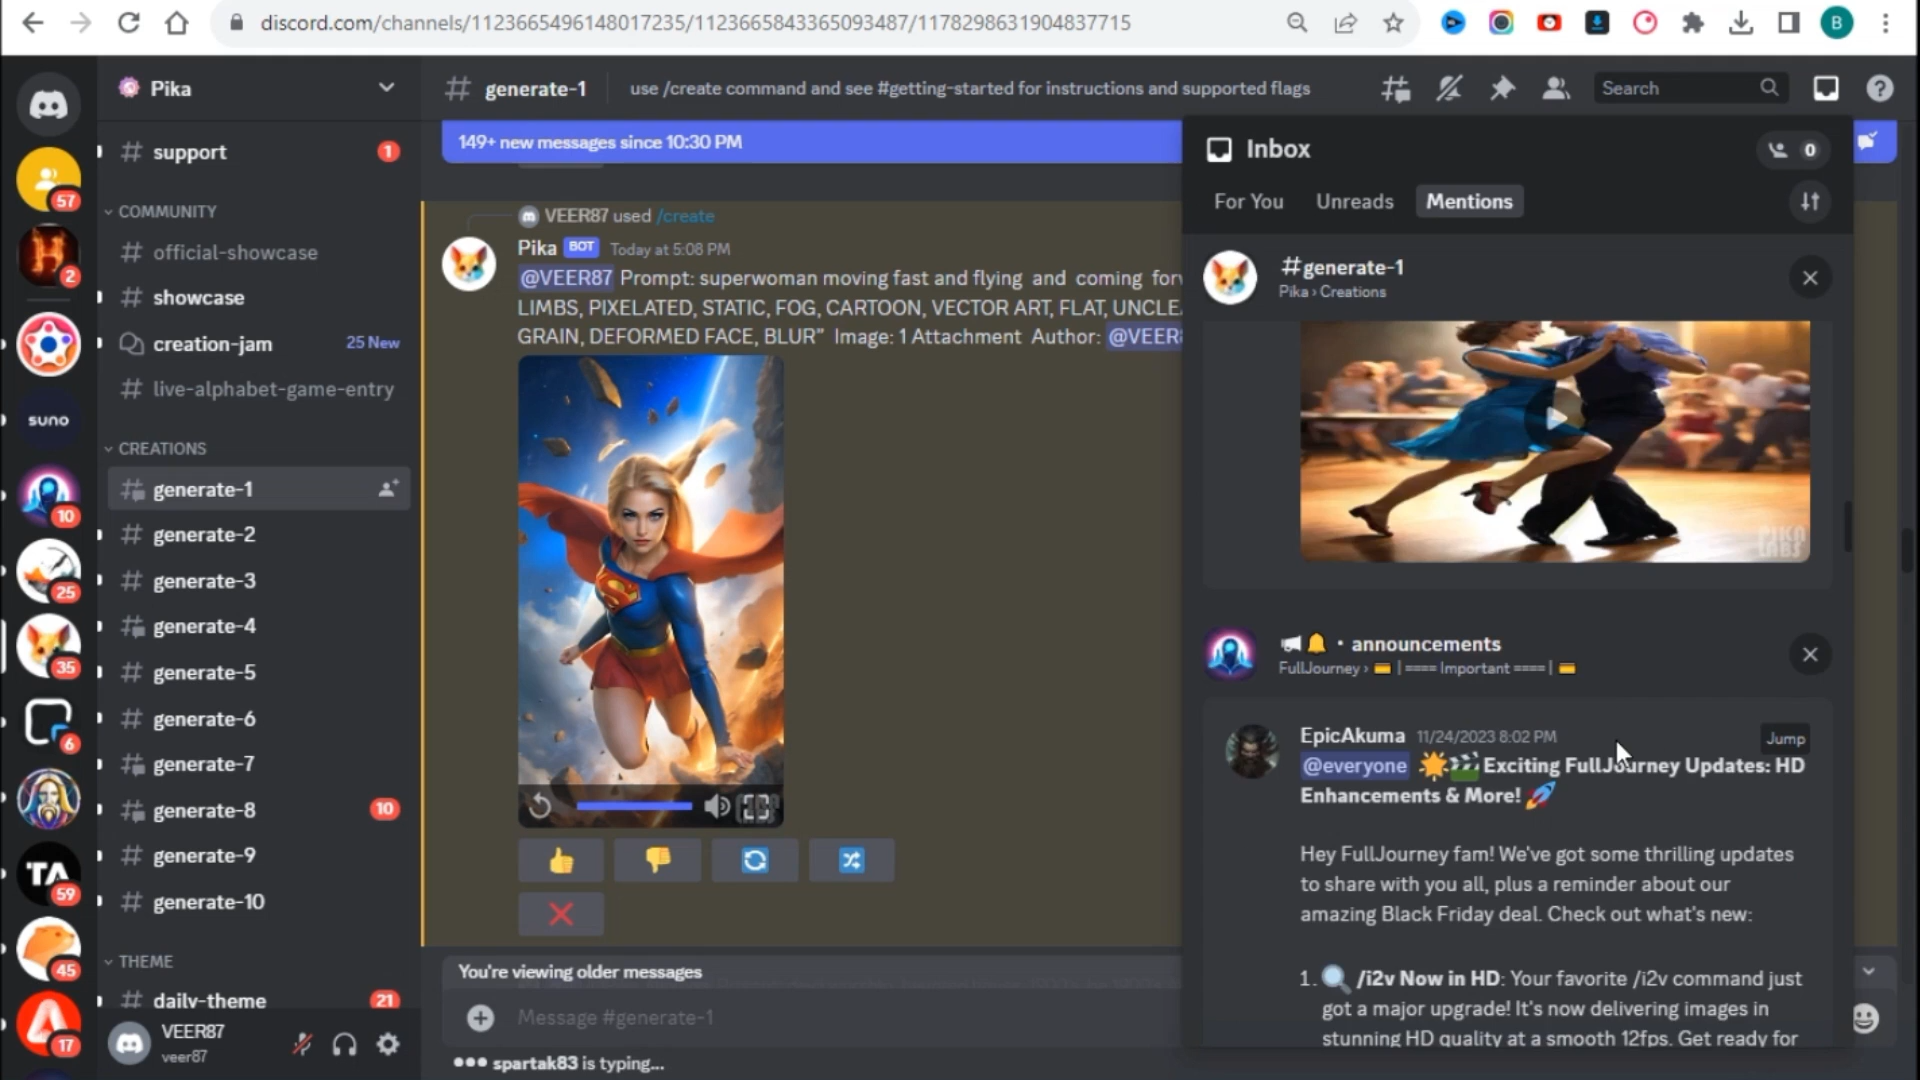 discord.com/channels/1123665496148017235/1123665843365093487/1178298631904837715
B
Pika
# generate-1
use /create command and see #getting-started for instructions and supported flags
Search
57
2
suno
10
25
35
6
TA
59
45
17
# support
1
COMMUNITY
# official-showcase
# showcase
creation-jam
25 New
# live-alphabet-game-entry
CREATIONS
generate-1
# generate-2
# generate-3
generate-4
# generate-5
# generate-6
generate-7
generate-8
10
# generate-9
# generate-10
THEME
# daily-theme
21
VEER87
veer87
149+ new messages since 10:30 PM
VEER87 used /create
Pika BOT Today at 5:08 PM
@VEER87 Prompt: superwoman moving fast and flying and coming for
LIMBS, PIXELATED, STATIC, FOG, CARTOON, VECTOR ART, FLAT, UNCLE
GRAIN, DEFORMED FACE, BLUR" Image: 1 Attachment Author: @VEER
You're viewing older messages
Message #generate-1
spartak83 is typing...
Inbox
0
For You
Unreads
Mentions
#generate-1
Pika › Creations
PIKA
LABS
• announcements
FullJourney › | ==== Important ==== |
EpicAkuma 11/24/2023 8:02 PM
Jump
@everyone Exciting FullJourney Updates: HD
Enhancements & More!
Hey FullJourney fam! We've got some thrilling updates
to share with you all, plus a reminder about our
amazing Black Friday deal. Check out what's new:
1. /i2v Now in HD: Your favorite /i2v command just
got a major upgrade! It's now delivering images in
stunning HD quality at a smooth 12fps. Get ready for